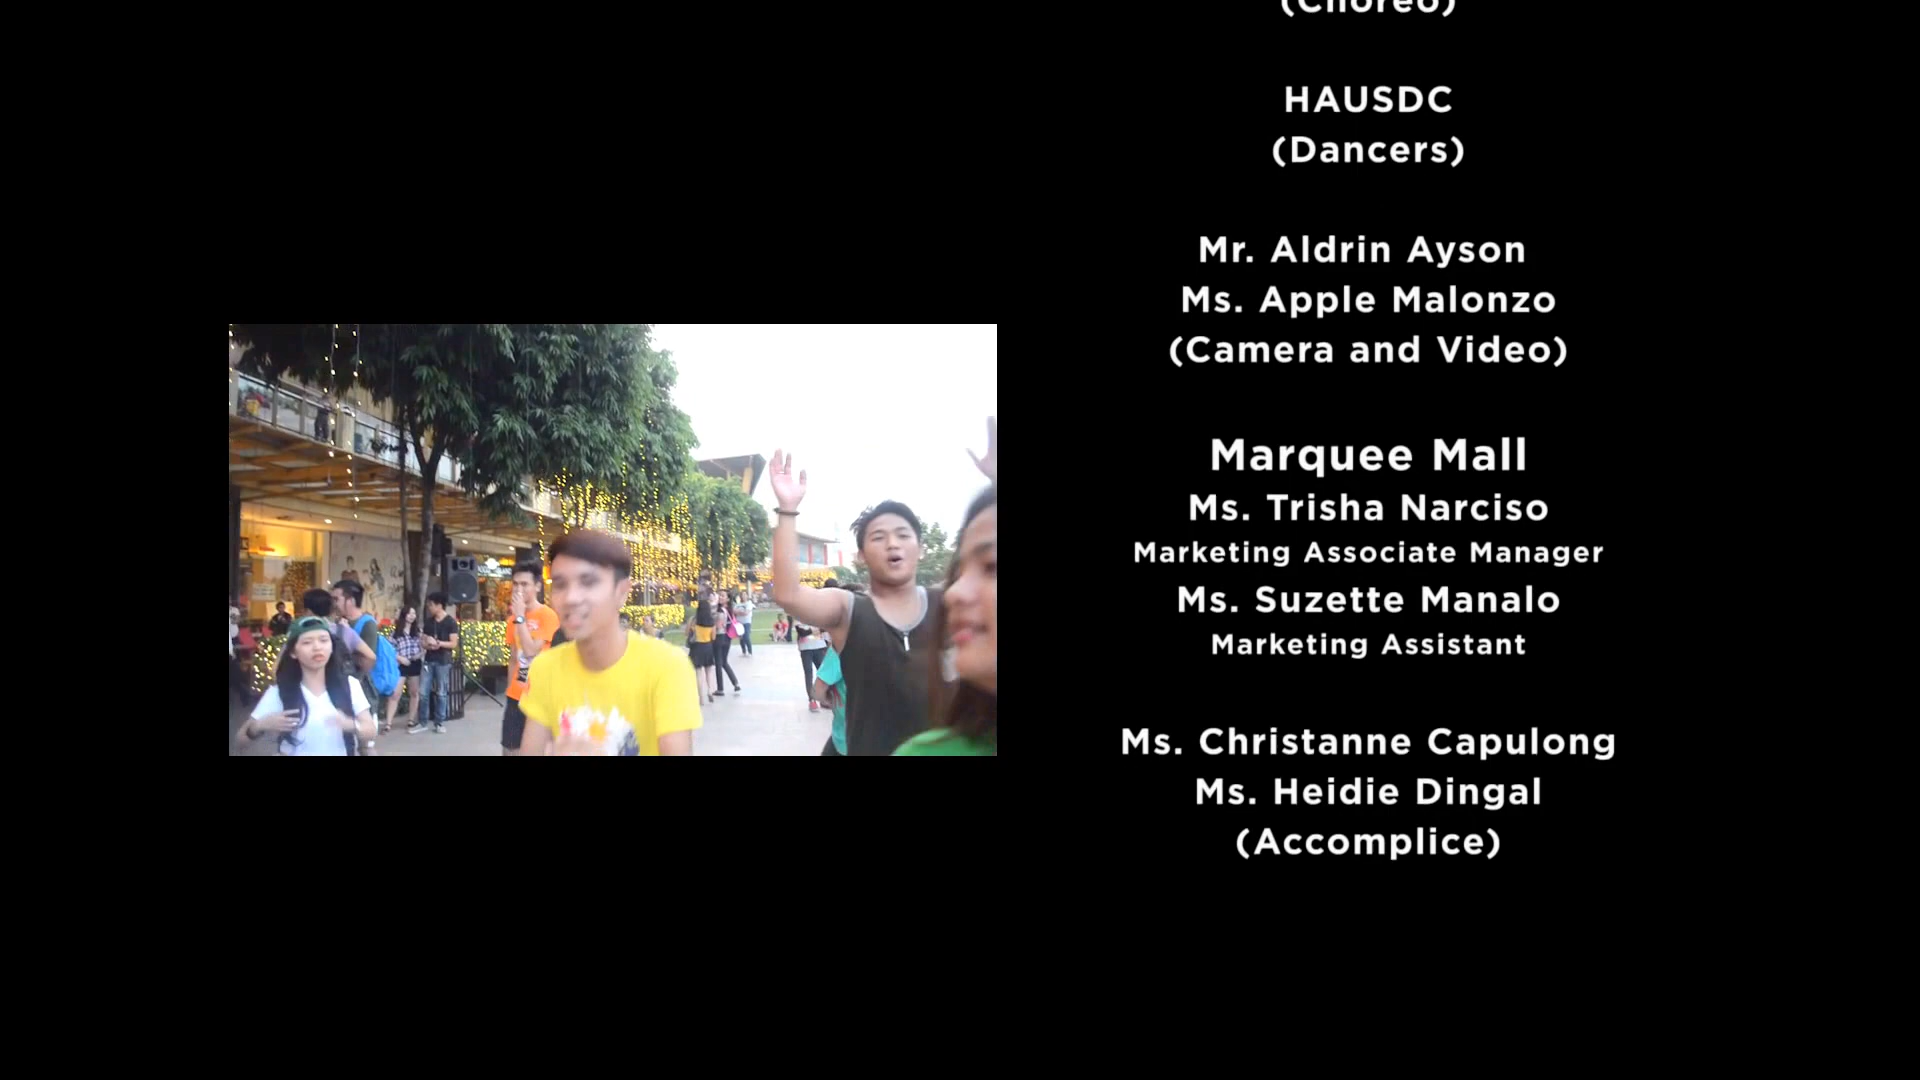 (Choreo)
HAUSDC
(Dancers)
Mr. Aldrin Ayson
Ms. Apple Malonzo
(Camera and Video)
Marquee Mall
Ms. Trisha Narciso
Marketing Associate Manager
Ms. Suzette Manalo
Marketing Assistant
Ms. Christanne Capulong
Ms. Heidie Dingal
(Accomplice)